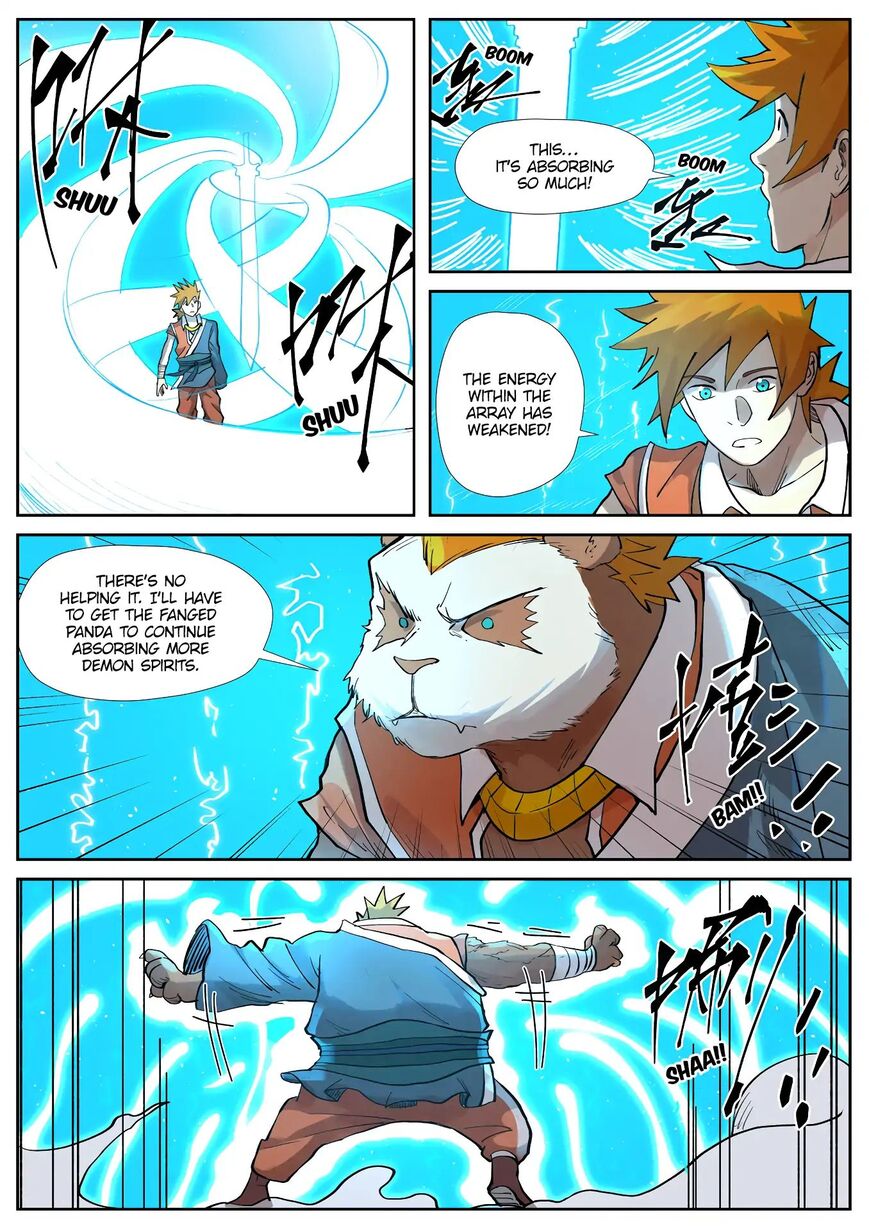 SHUU
SHUU
BOOM
THIS...
IT'S ABSORBING
SO MUCH!
BOOM
THE ENERGY
WITHIN THE
ARRAY HAS
WEAKENED!
THERE'S NO
HELPING IT. I'LL HAVE
TO GET THE FANGED
PANDA TO CONTINUE
ABSORBING MORE
DEMON SPIRITS.
BAM!!
SHAA!!